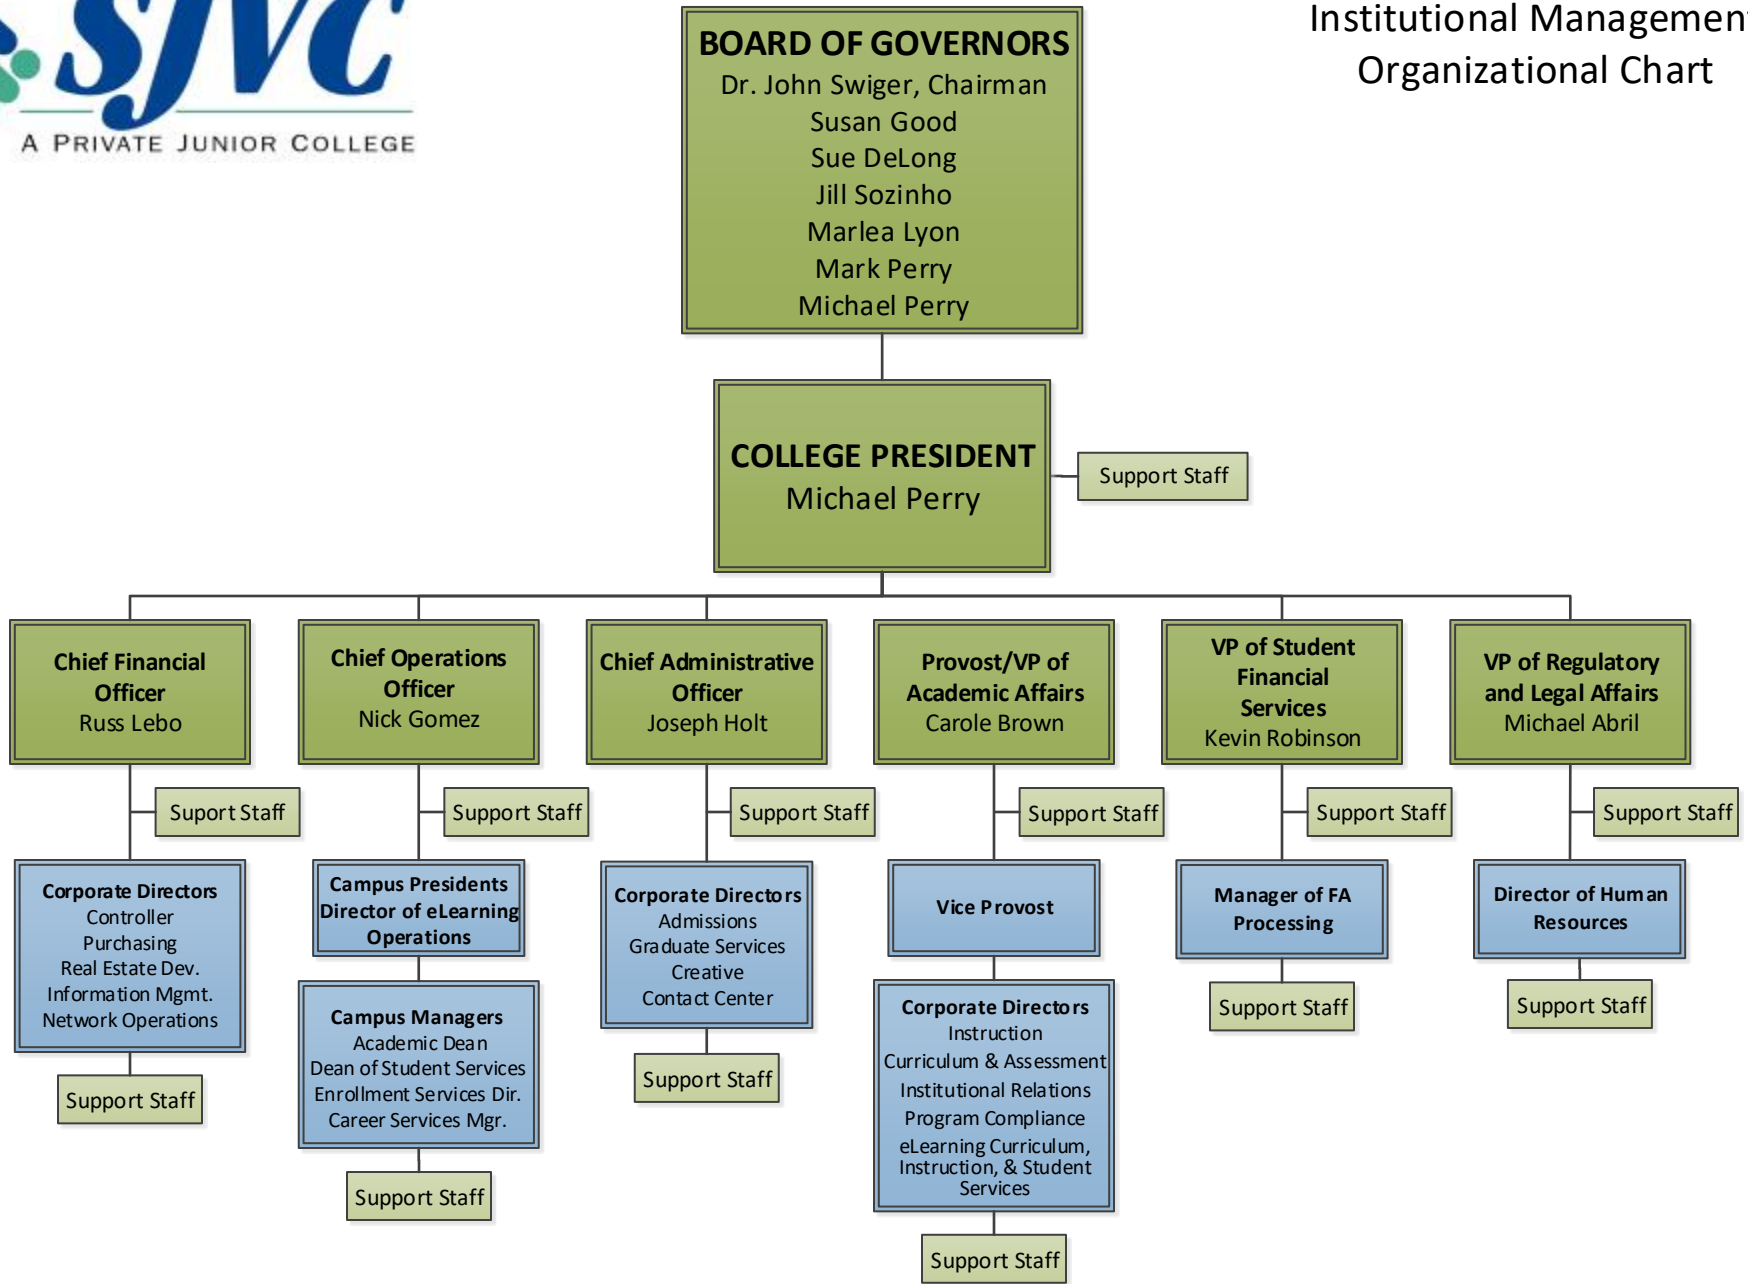 sjvc
A PRIVATE JUNIOR COLLEGE
Institutional Management
Organizational Chart
BOARD OF GOVERNORS
Dr. John Swiger, Chairman
Susan Good
Sue DeLong
Jill Sozinho
Marlea Lyon
Mark Perry
Michael Perry
COLLEGE PRESIDENT
Michael Perry
Support Staff
Chief Financial
Officer
Russ Lebo
Suport Staff
Corporate Directors
Controller
Purchasing
Real Estate Dev.
Information Mgmt.
Network Operations
Support Staff
Chief Operations
Officer
Nick Gomez
Support Staff
Campus Presidents
Director of eLearning
Operations
Campus Managers
Academic Dean
Dean of Student Services
Enrollment Services Dir.
Career Services Mgr.
Support Staff
Chief Administrative
Officer
Joseph Holt
Support Staff
Corporate Directors
Admissions
Graduate Services
Creative
Contact Center
Support Staff
Provost/VP of
Academic Affairs
Carole Brown
Support Staff
Vice Provost
Corporate Directors
Instruction
Curriculum & Assessment
Institutional Relations
Program Compliance
eLearning Curriculum,
Instruction, & Student
Services
Support Staff
VP of Student
Financial
Services
Kevin Robinson
Support Staff
Manager of FA
Processing
Support Staff
VP of Regulatory
and Legal Affairs
Michael Abril
Support Staff
Director of Human
Resources
Support Staff